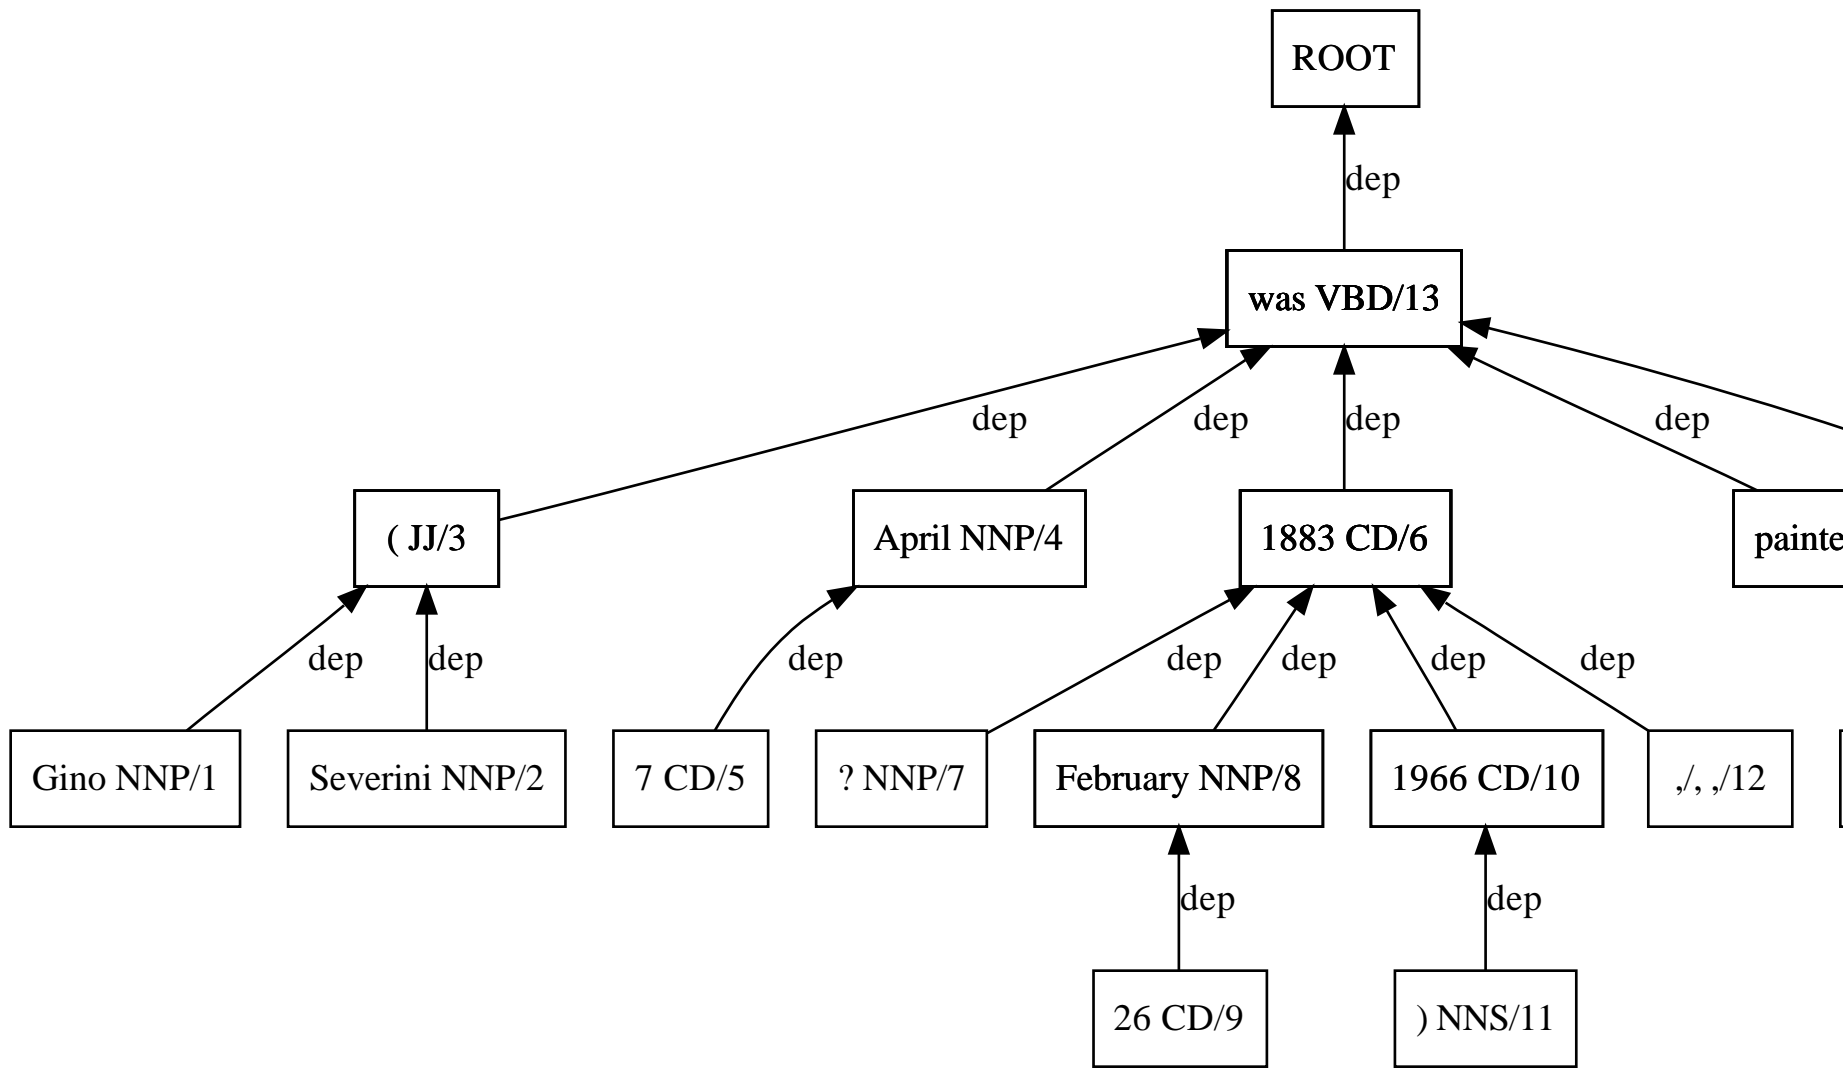 ROOT
dep
was VBD/13
dep dep dep dep
( JJ/3 April NNP/4 1883 CD/6 painte
dep dep dep dep dep dep dep
Gino NNP/1 Severini NNP/2 7 CD/5 ? NNP/7 February NNP/8 1966 CD/10 ,/, ,/12
dep dep
26 CD/9 ) NNS/11